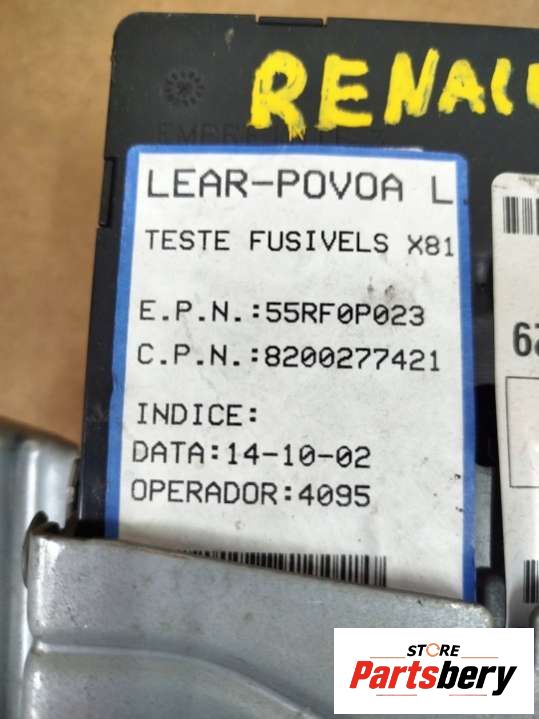 RENAU
LEAR-POVOA L
TESTE FUSIVELS X81
E.P.N.:55RF0P023
C.P.N.:8200277421
INDICE:
DATA:14-10-02
OPERADOR:4095
STORE
Partsbery